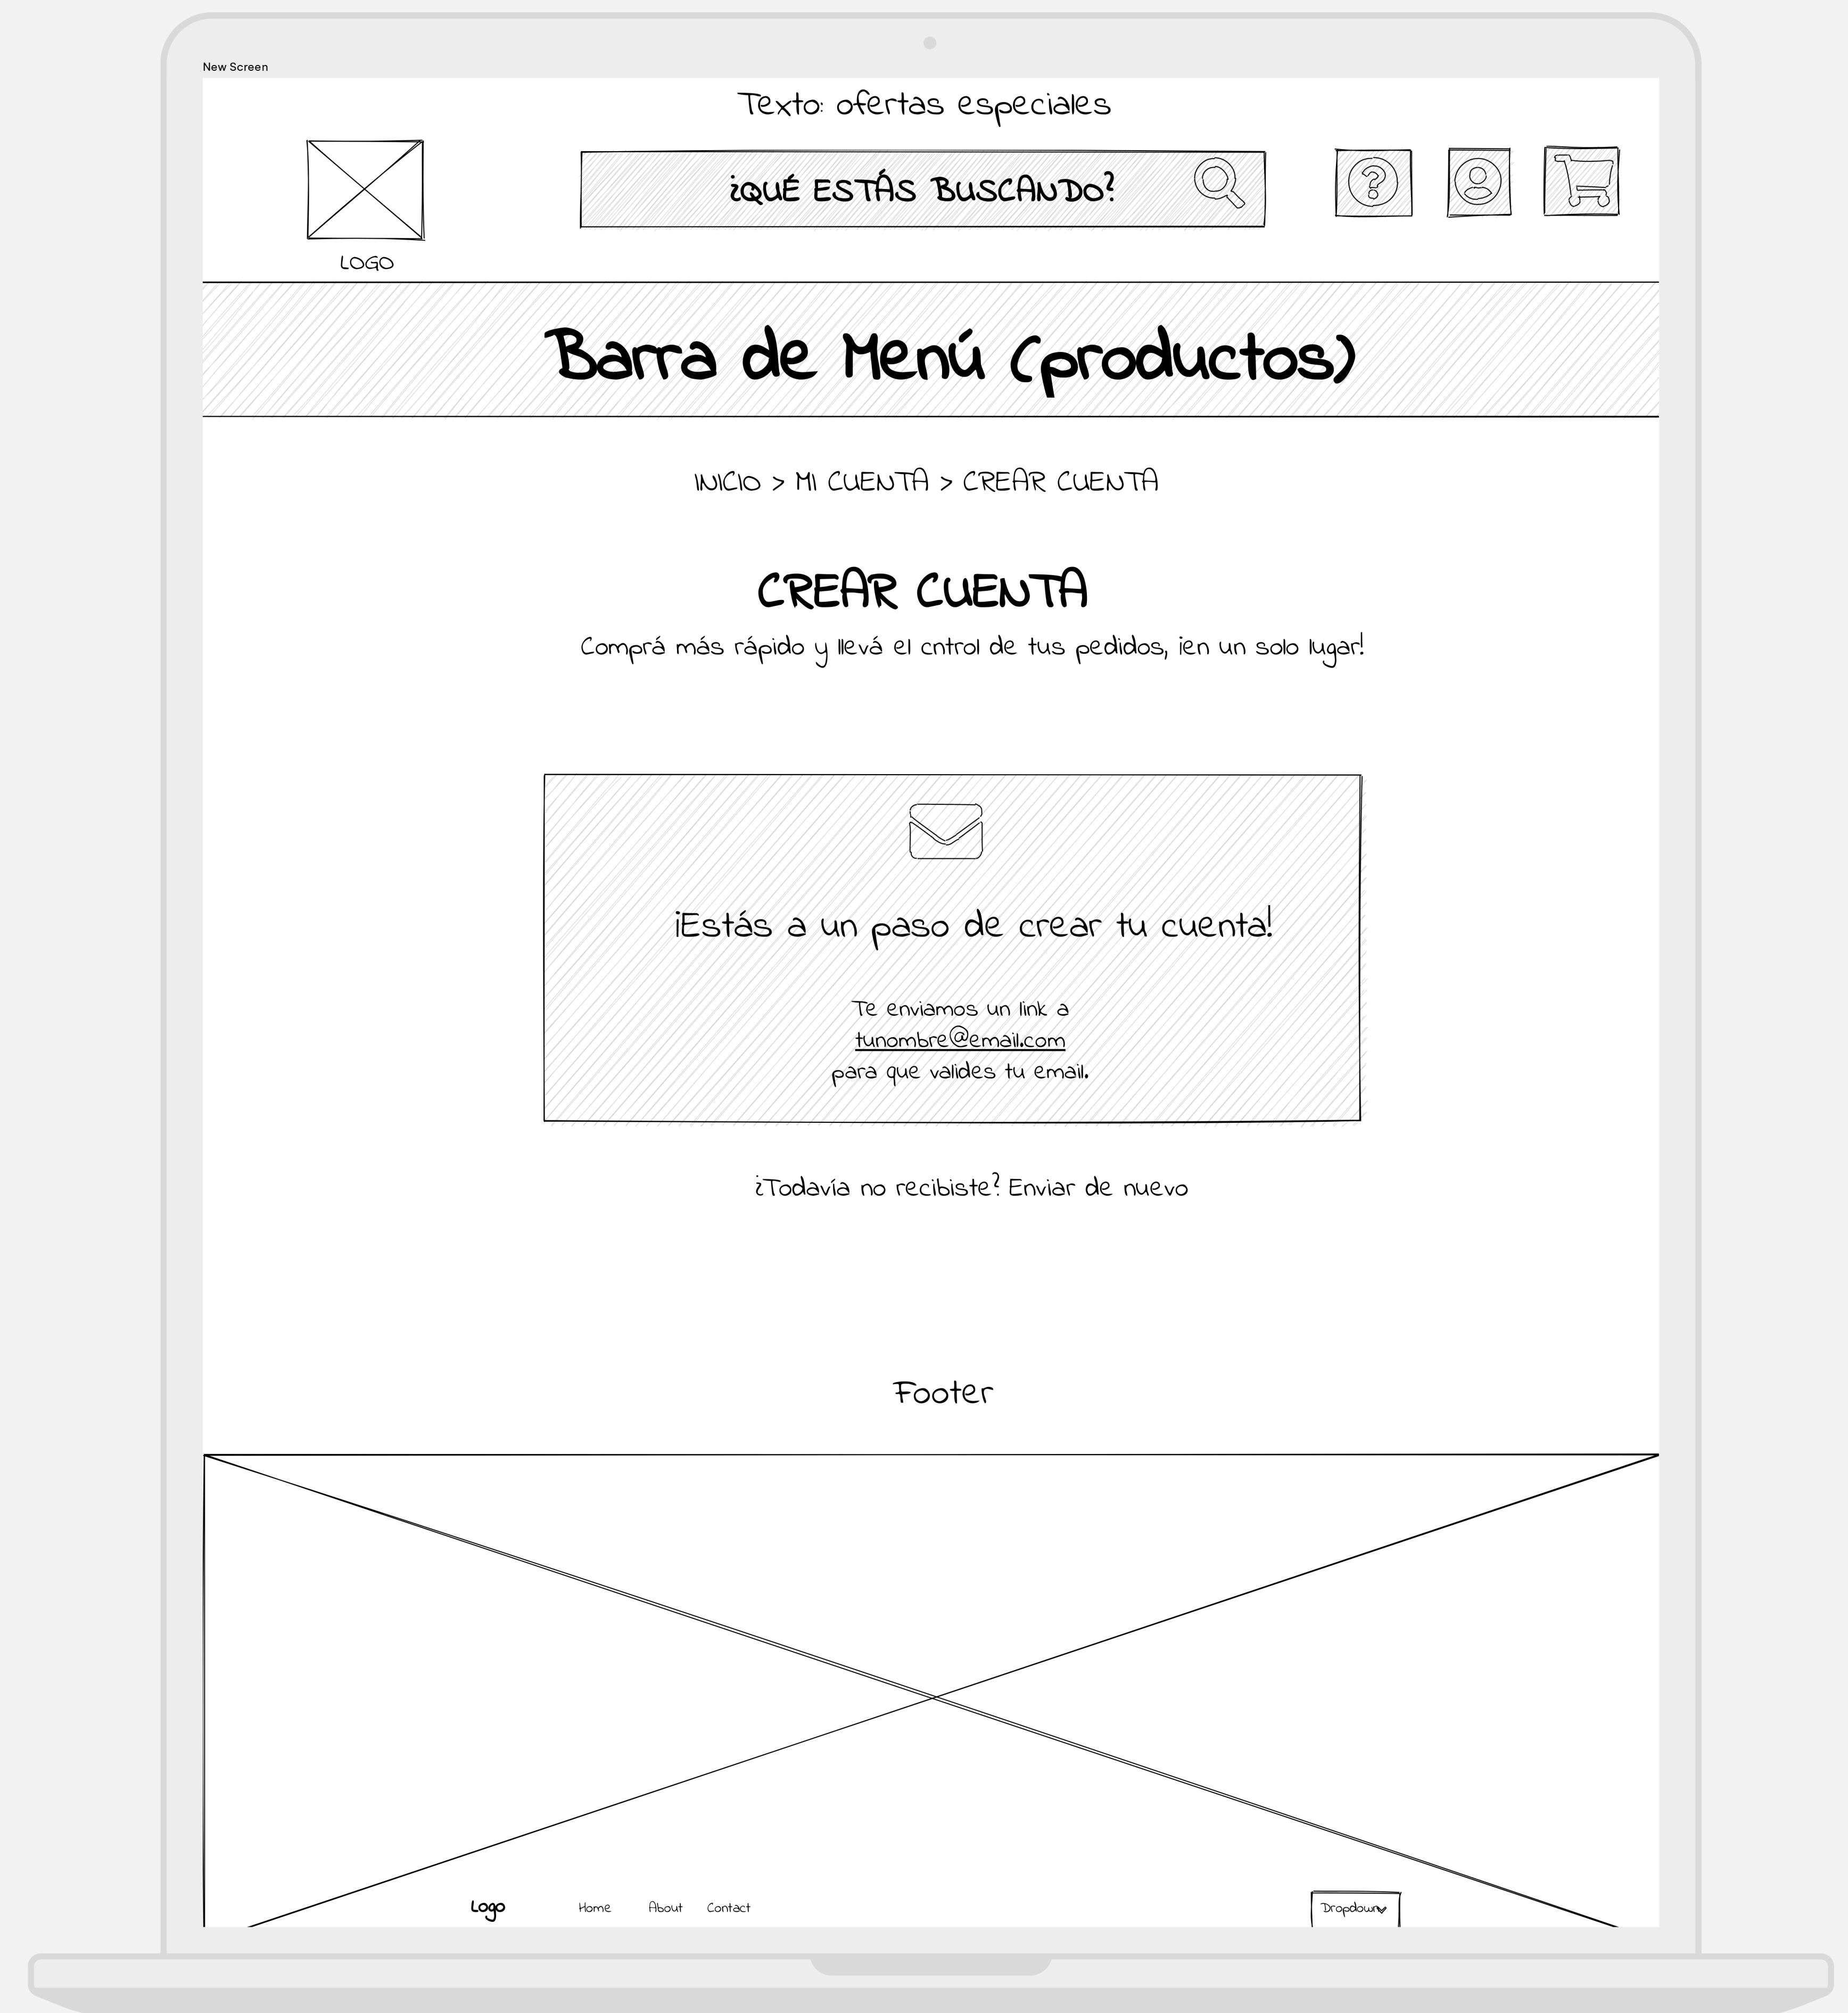 New Screen
Texto: ofertas especiales
¿QUÉ ESTÁS BUSCANDO?
LOGO
Barra de Menú (productos)
INICIO > MI CUENTA > CREAR CUENTA
CREAR CUENTA
Comprá más rápido y llevá el cntrol de tus pedidos, ¡en un solo lugar!
¡Estás a un paso de crear tu cuenta!
Te enviamos un link a
tunombre@email.com
para que valides tu email.
¿Todavía no recibiste? Enviar de nuevo
Footer
Logo Home About Contact Dropdown